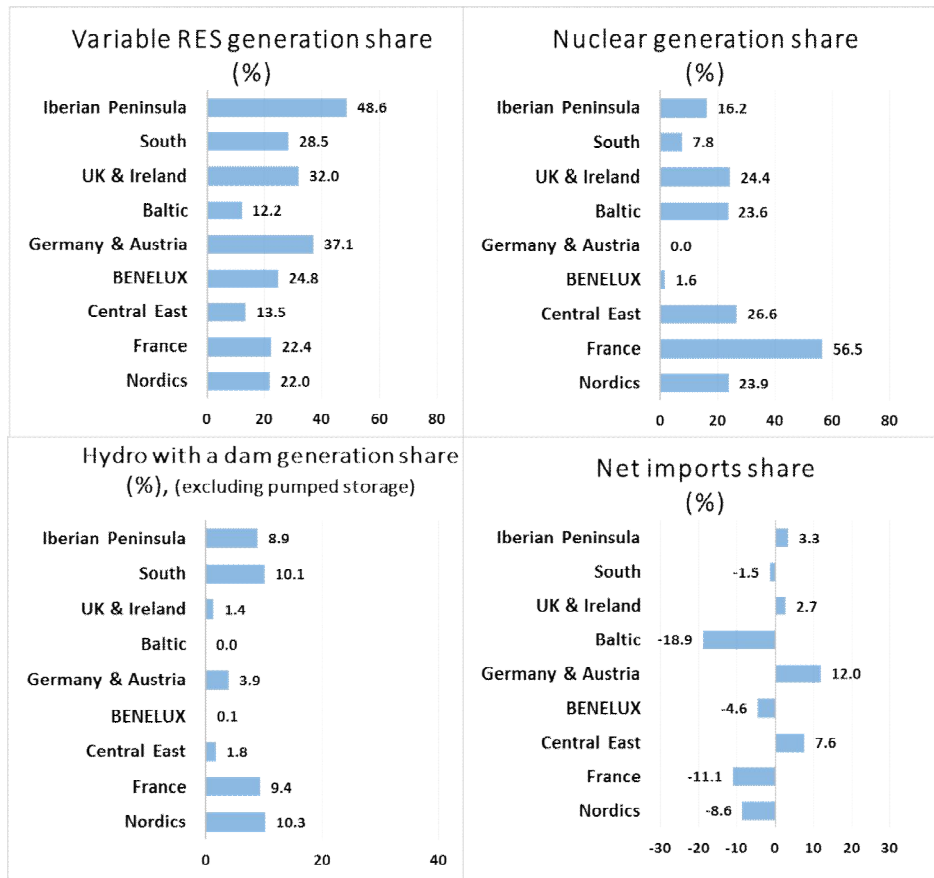 Variable RES generation share
(%)
Iberian Peninsula 48.6
South 28.5
UK & Ireland 32.0
Baltic 12.2
Germany & Austria 37.1
BENELUX 24.8
Central East 13.5
France 22.4
Nordics 22.0
0 20 40 60 80
Nuclear generation share
(%)
Iberian Peninsula 16.2
South 7.8
UK & Ireland 24.4
Baltic 23.6
Germany & Austria 0.0
BENELUX 1.6
Central East 26.6
France 56.5
Nordics 23.9
0 20 40 60 80
Hydro with a dam generation share
(%), (excluding pumped storage)
Iberian Peninsula 8.9
South 10.1
UK & Ireland 1.4
Baltic 0.0
Germany & Austria 3.9
BENELUX 0.1
Central East 1.8
France 9.4
Nordics 10.3
0 20 40
Net imports share
(%)
Iberian Peninsula 3.3
South -1.5
UK & Ireland 2.7
Baltic -18.9
Germany & Austria 12.0
BENELUX -4.6
Central East 7.6
France -11.1
Nordics -8.6
-30 -20 -10 0 10 20 30